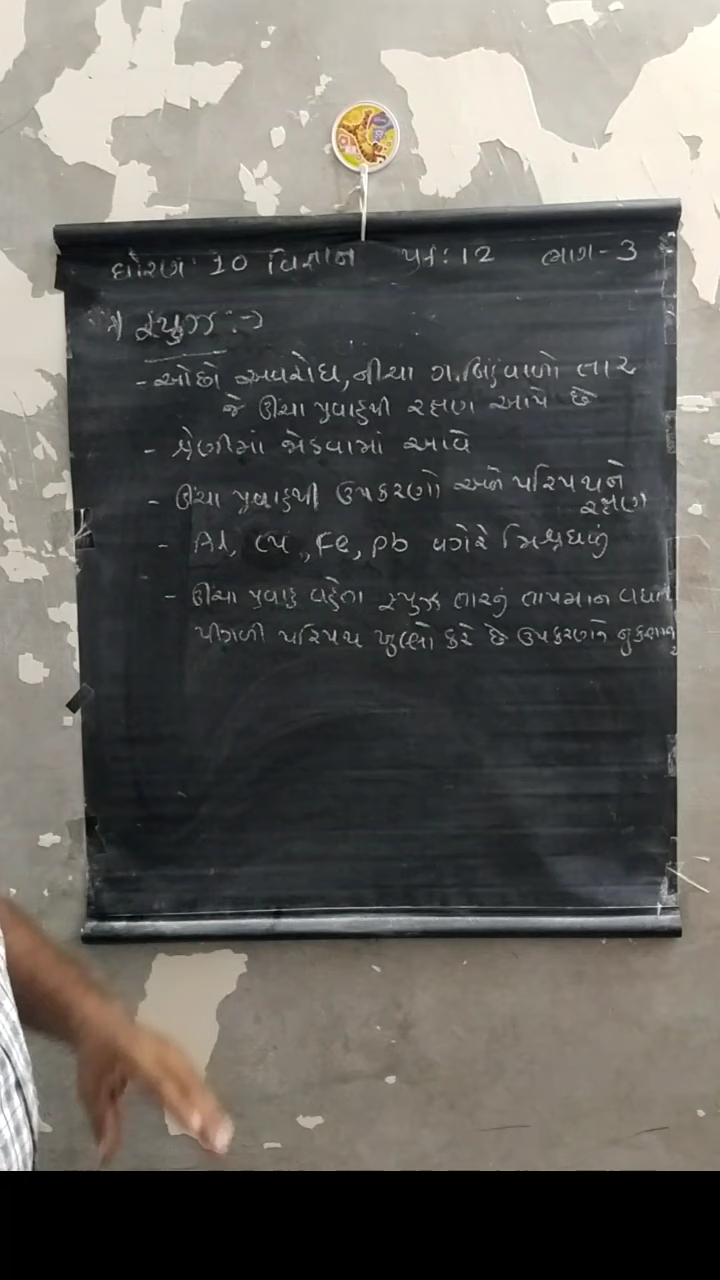 ધોરણ 10 વિજ્ઞાન પ્રક: 12 ભાગ-3
ફ્યુઝ :-
- ઓછો અવરોધ, નીચા ગ.બિંદુવાળો તાર
જે ઊંચા પ્રવાહથી રક્ષણ આપે છે
- શ્રેણીમાં જોડવામાં આવે
- ઊંચા પ્રવાહથી ઉપકરણો અને પરિપથને
રક્ષણ
- Al, Cu, Fe, Pb વગેરે મિશ્રધાતુ
- ઊંચા પ્રવાહ વહેતા ફ્યુઝ તારનું તાપમાન વધતા
પીગળી પરિપથ ખુલ્લો કરે છે ઉપકરણને નુકશાન